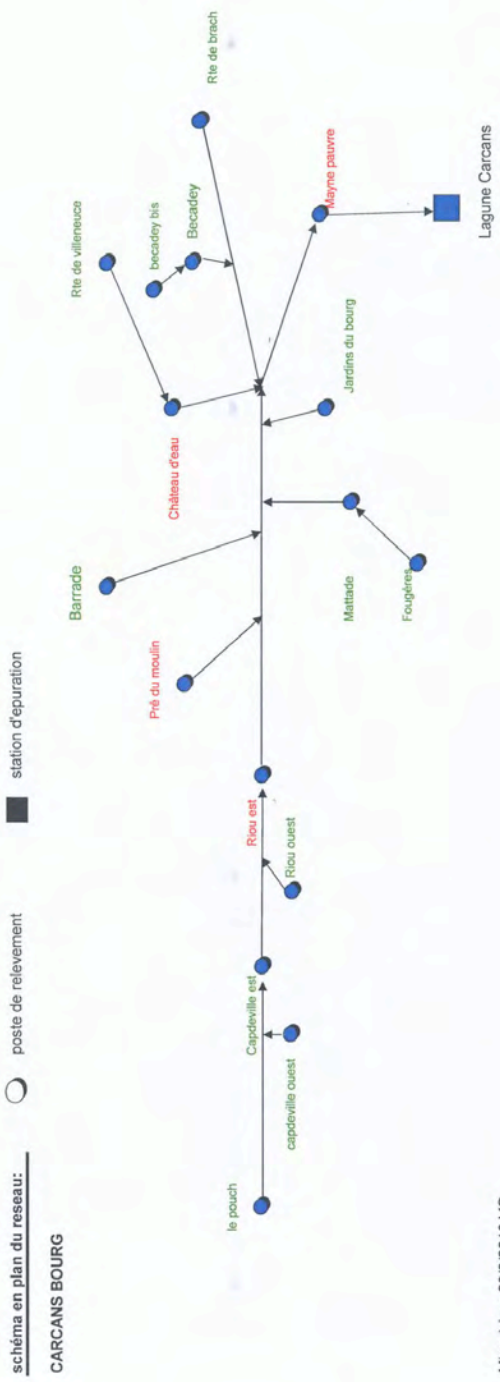 schéma en plan du reseau:
poste de relevement
station d'epuration
CARCANS BOURG
le pouch
capdeville ouest
Capdeville est
Riou ouest
Riou est
Pré du moulin
Barrade
Château d'eau
Rte de villeneuce
becadey bis
Becadey
Rte de brach
Mattade
Fougères
Jardins du bourg
Mayne pauvre
Lagune Carcans